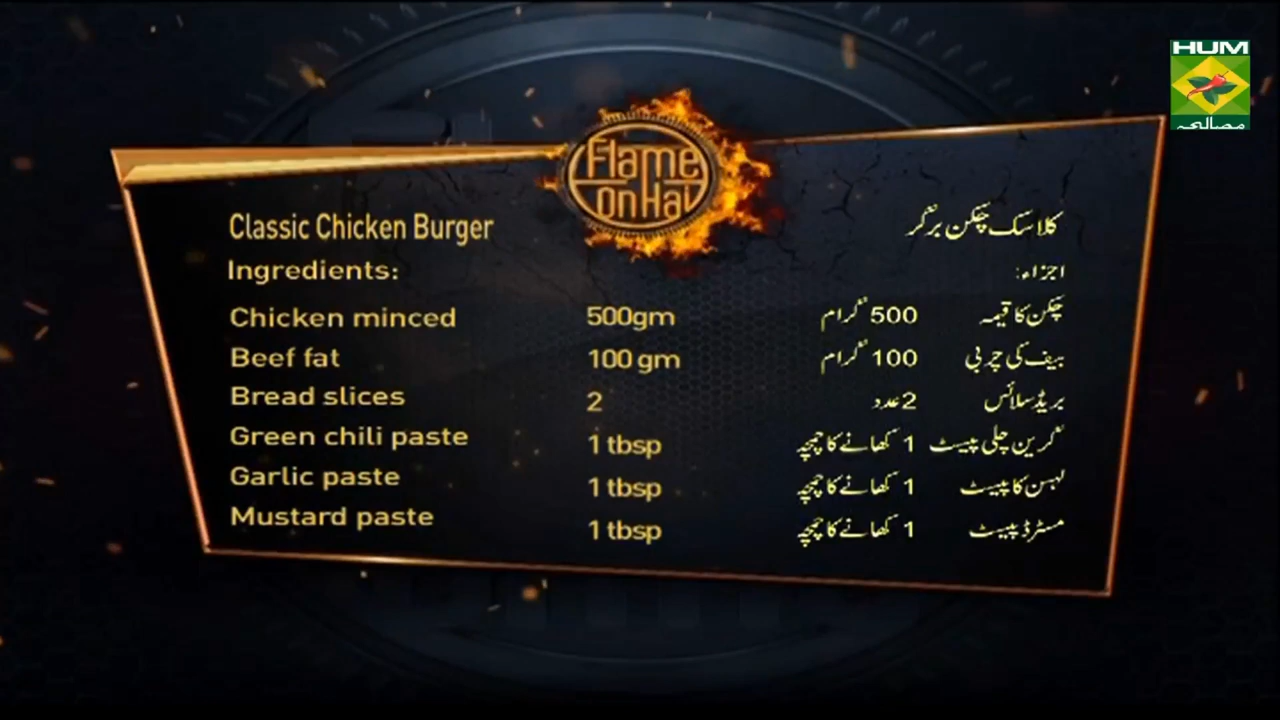 HUM
مصالحہ
Flame
on Hai
Classic Chicken Burger کلاسک چکن برگر
Ingredients: اجزاء:
Chicken minced 500gm چکن کا قیمہ 500 گرام
Beef fat 100 gm بیف کی چربی 100 گرام
Bread slices 2 بریڈ سلائس 2 عدد
Green chili paste 1 tbsp گرین چلی پیسٹ 1 کھانے کا چمچہ
Garlic paste 1 tbsp لہسن کا پیسٹ 1 کھانے کا چمچہ
Mustard paste 1 tbsp مسٹرڈ پیسٹ 1 کھانے کا چمچہ